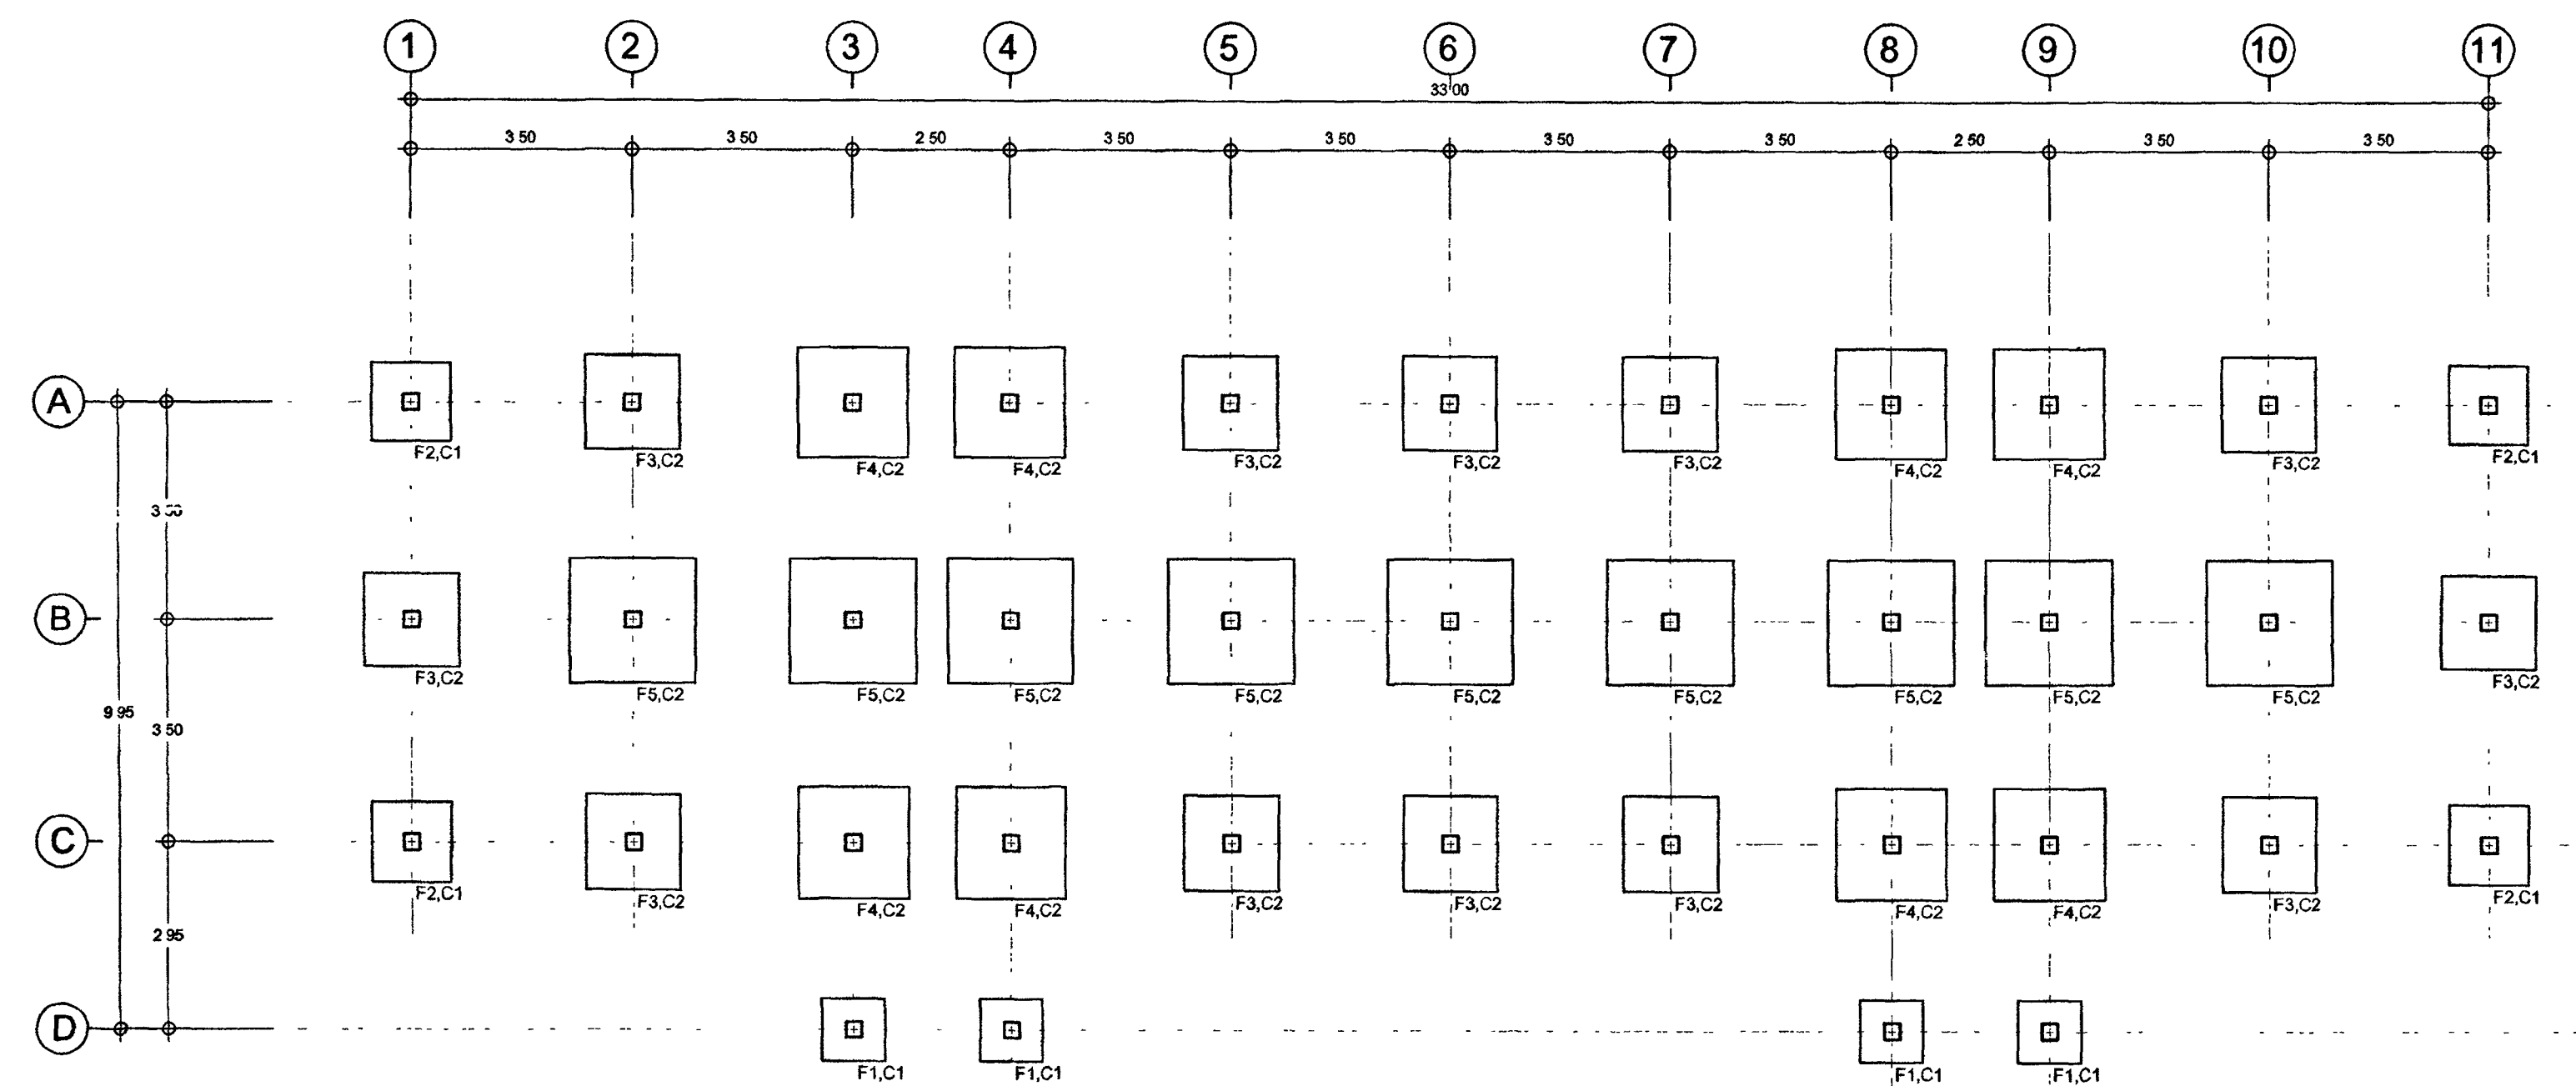 1 2 3 4 5 6 7 8 9 10 11
33 00
3 50 3 50 2 50 3 50 3 50 3 50 3 50 2 50 3 50 3 50
A
F2,C1 F3,C2 F4,C2 F4,C2 F3,C2 F3,C2 F3,C2 F4,C2 F4,C2 F3,C2 F2,C1
B
F3,C2 F5,C2 F5,C2 F5,C2 F5,C2 F5,C2 F5,C2 F5,C2 F5,C2 F5,C2 F3,C2
9 95
3 50
C
F2,C1 F3,C2 F4,C2 F4,C2 F3,C2 F3,C2 F3,C2 F4,C2 F4,C2 F3,C2 F2,C1
2 95
D
F1,C1 F1,C1 F1,C1 F1,C1